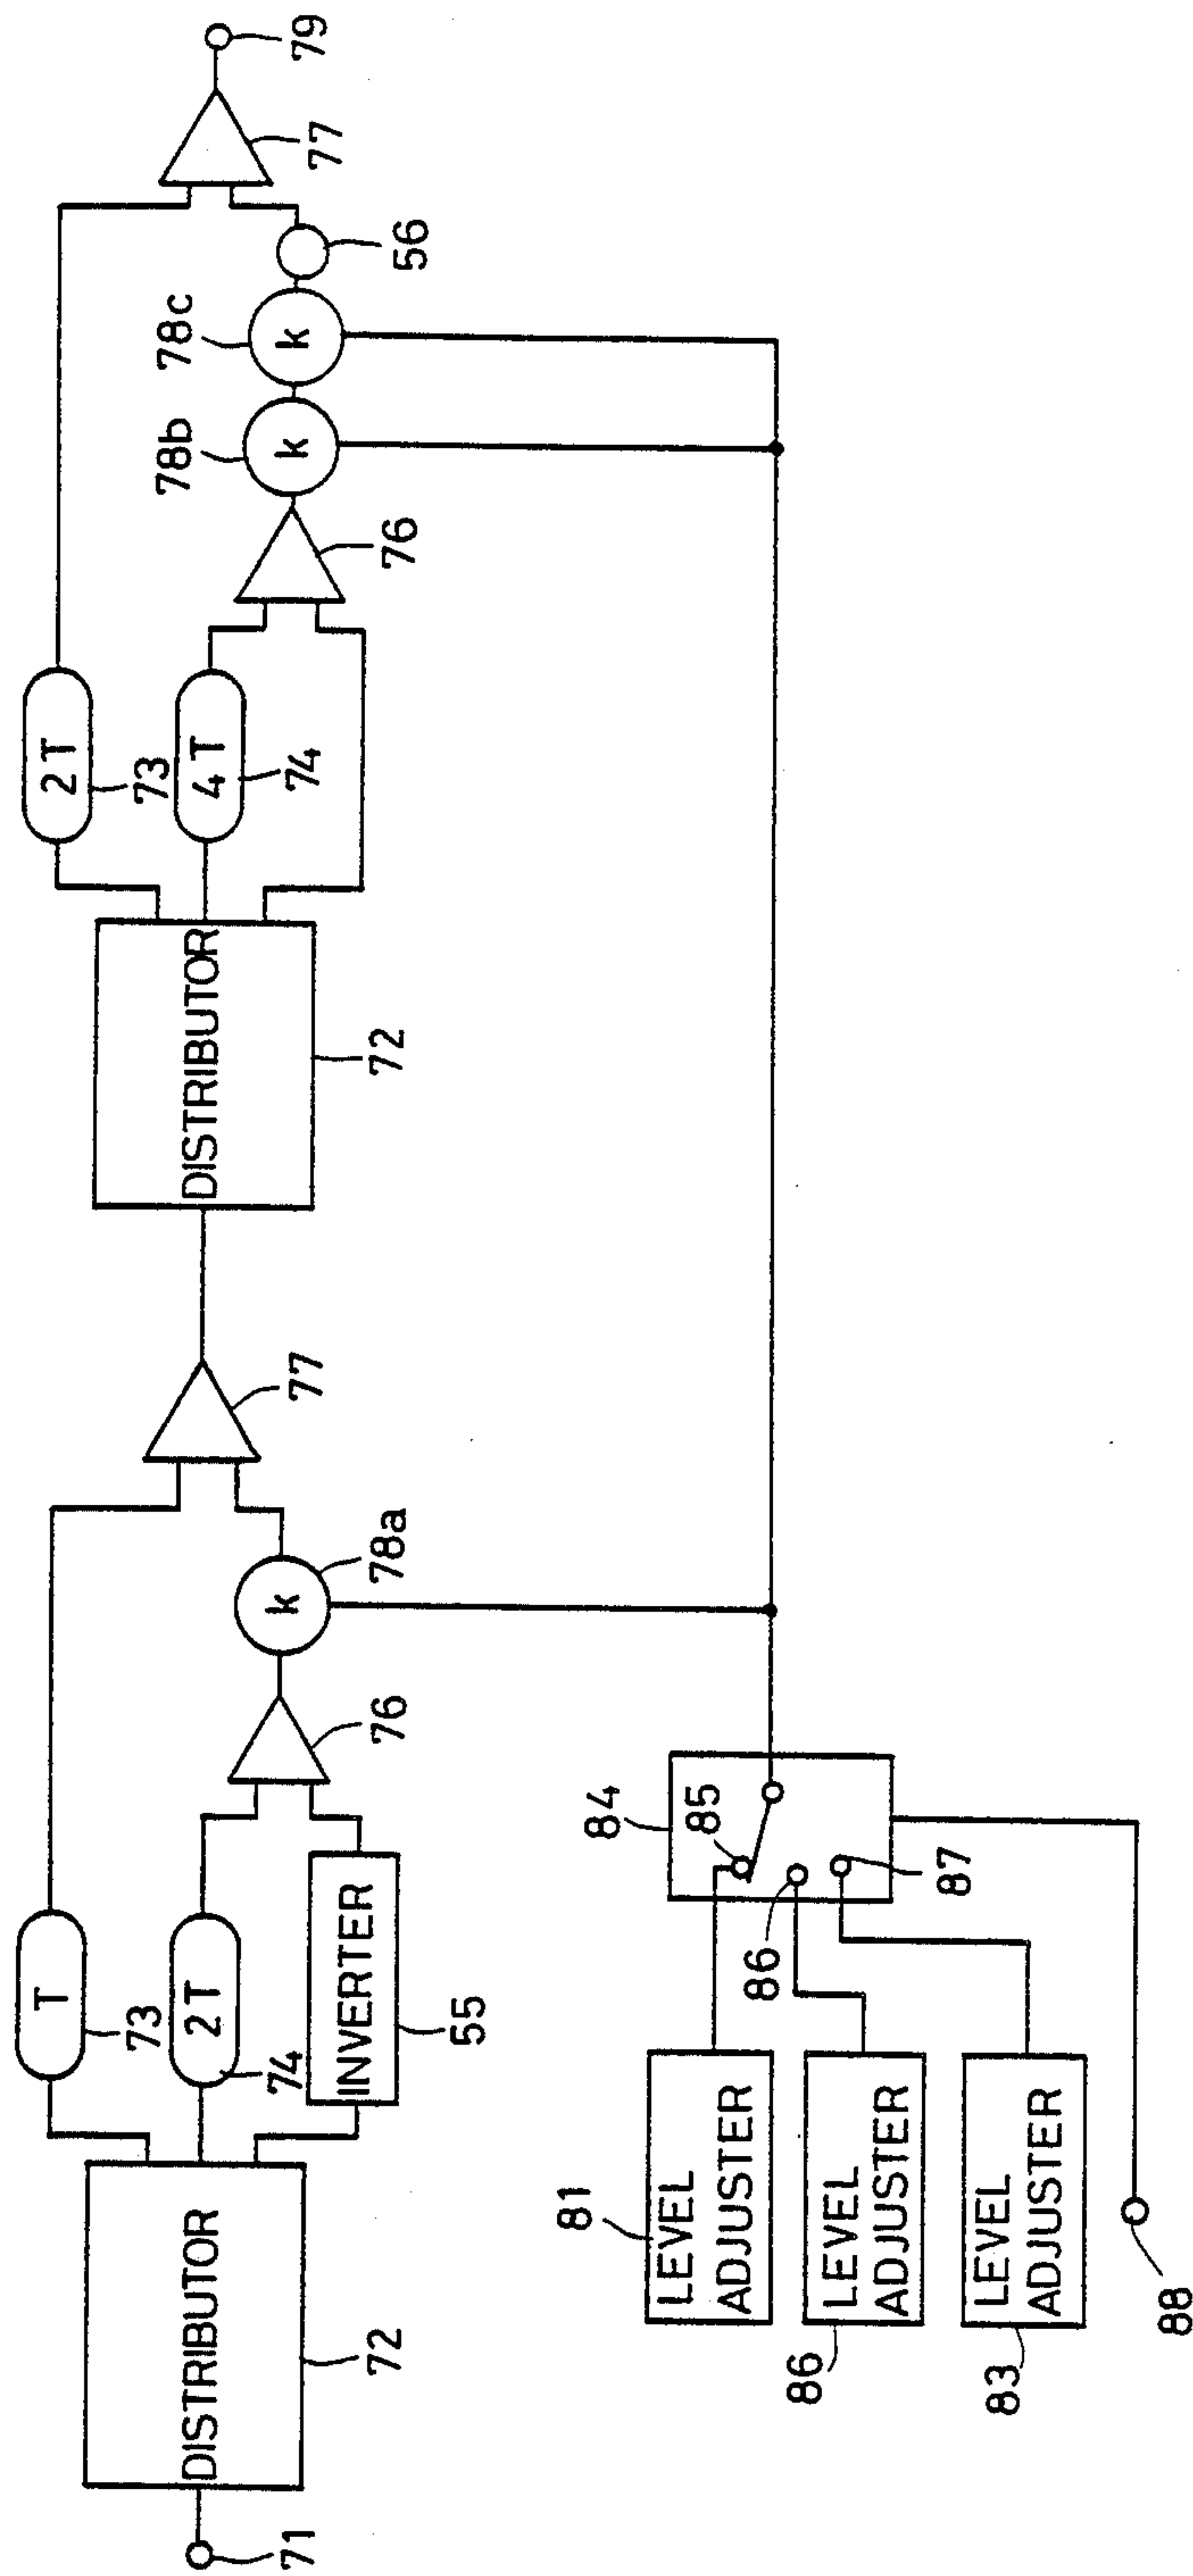 71
DISTRIBUTOR
72
T
73
2T
74
INVERTER
55
76
k
78a
77
DISTRIBUTOR
72
2T
73
4T
74
76
k
78b
k
78c
56
77
79
81
LEVEL
ADJUSTER
86
LEVEL
ADJUSTER
83
LEVEL
ADJUSTER
84
85
86
87
88